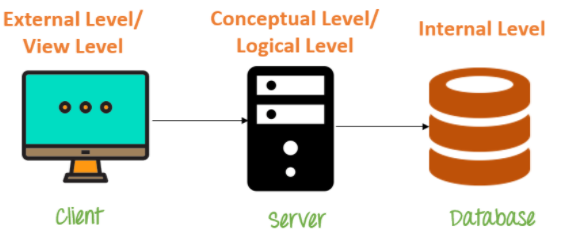 External Level/
View Level
Conceptual Level/
Logical Level
Internal Level
Client
Server
Database